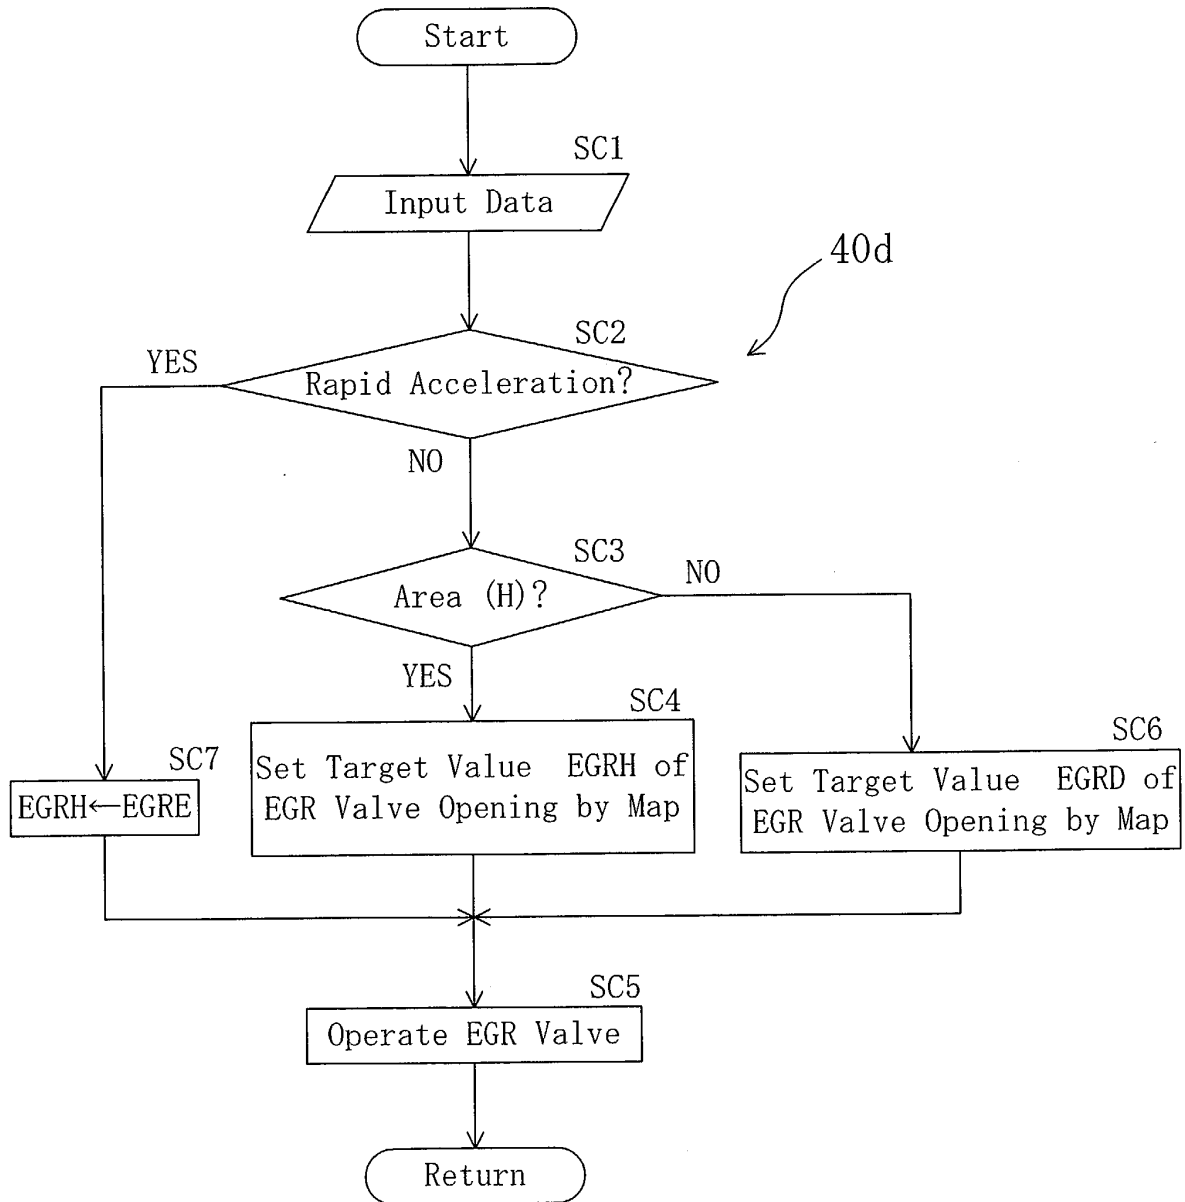 Start
SC1
Input Data
40d
SC2
YES
Rapid Acceleration?
NO
SC3
NO
Area (H)?
YES
SC4
SC6
SC7
Set Target Value EGRH of
EGR Valve Opening by Map
Set Target Value EGRD of
EGR Valve Opening by Map
EGRH←EGRE
SC5
Operate EGR Valve
Return